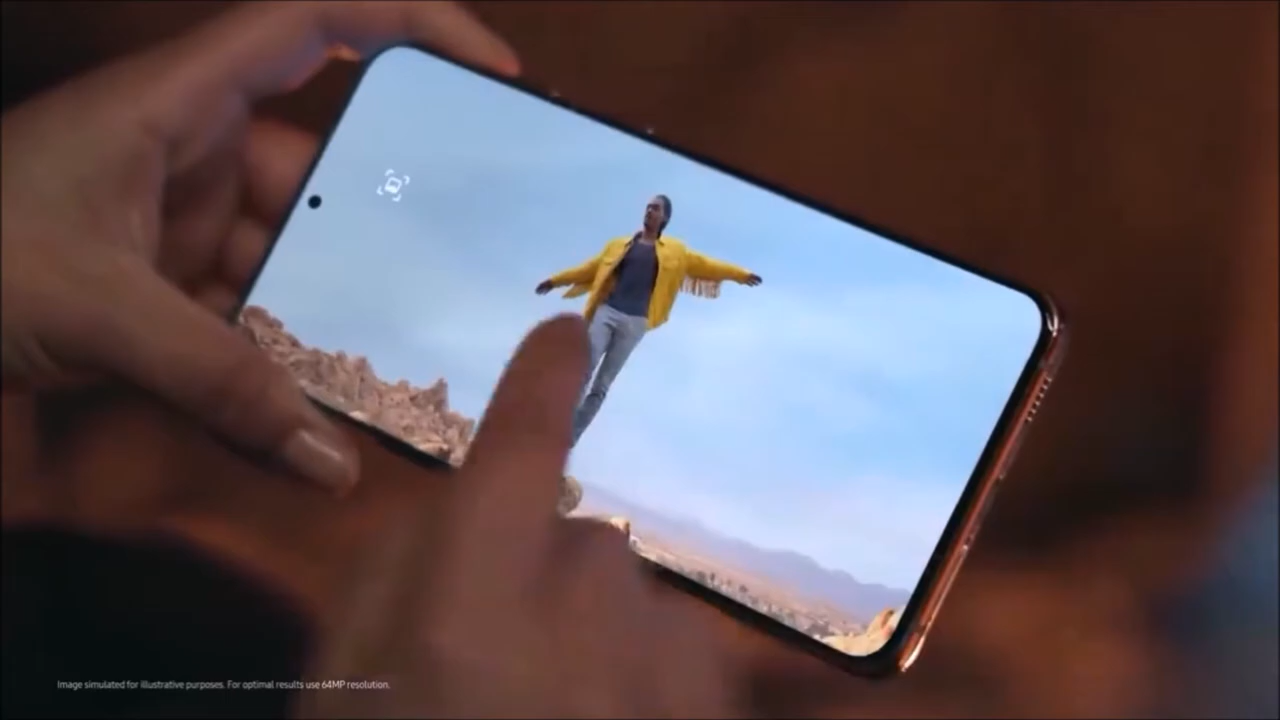 Image simulated for illustrative purposes. For optimal results use 64MP resolution.